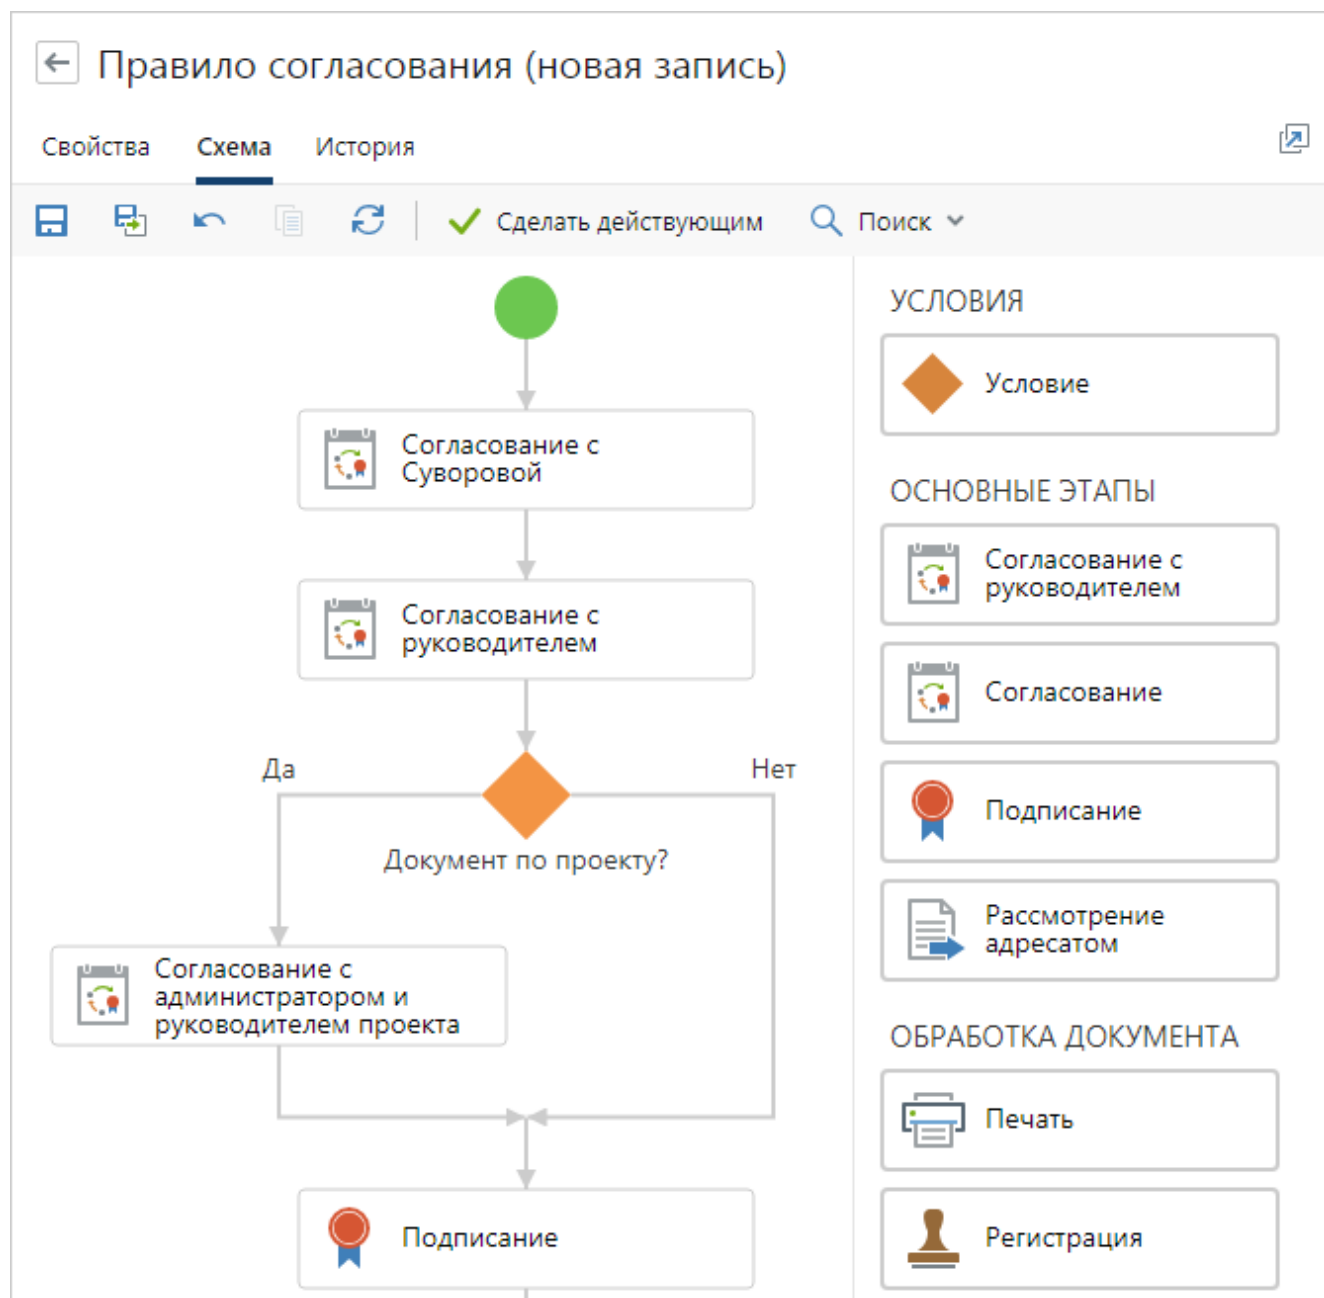 Правило согласования (новая запись)
Свойства
Схема
История
Сделать действующим
Поиск
Согласование с
Суворовой
Согласование с
руководителем
Да
Нет
Документ по проекту?
Согласование с
администратором и
руководителем проекта
Подписание
УСЛОВИЯ
Условие
ОСНОВНЫЕ ЭТАПЫ
Согласование с
руководителем
Согласование
Подписание
Рассмотрение
адресатом
ОБРАБОТКА ДОКУМЕНТА
Печать
Регистрация